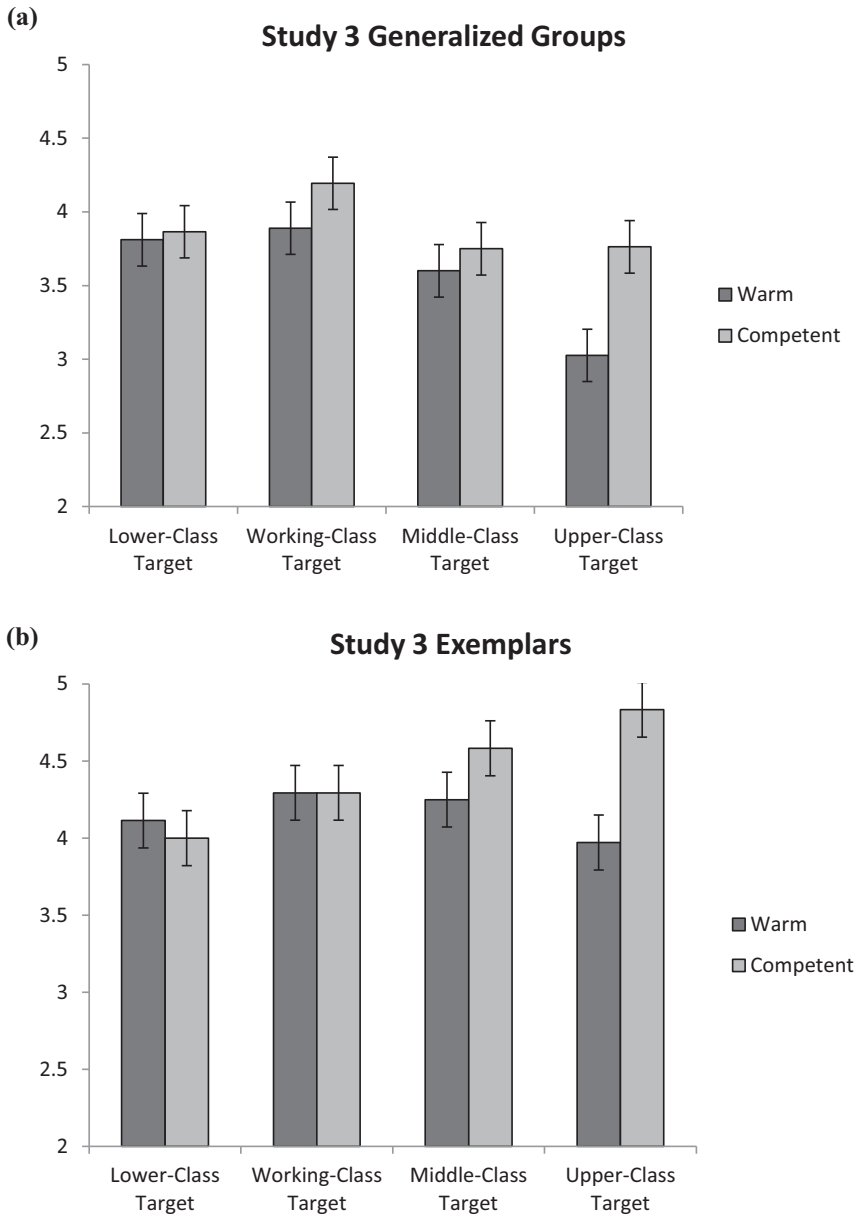 (a)
Study 3 Generalized Groups
5
4.5
4
3.5
3
2.5
2
Warm
Competent
Lower-Class Working-Class Middle-Class Upper-Class
Target Target Target Target
(b)
Study 3 Exemplars
5
4.5
4
3.5
3
2.5
2
Warm
Competent
Lower-Class Working-Class Middle-Class Upper-Class
Target Target Target Target